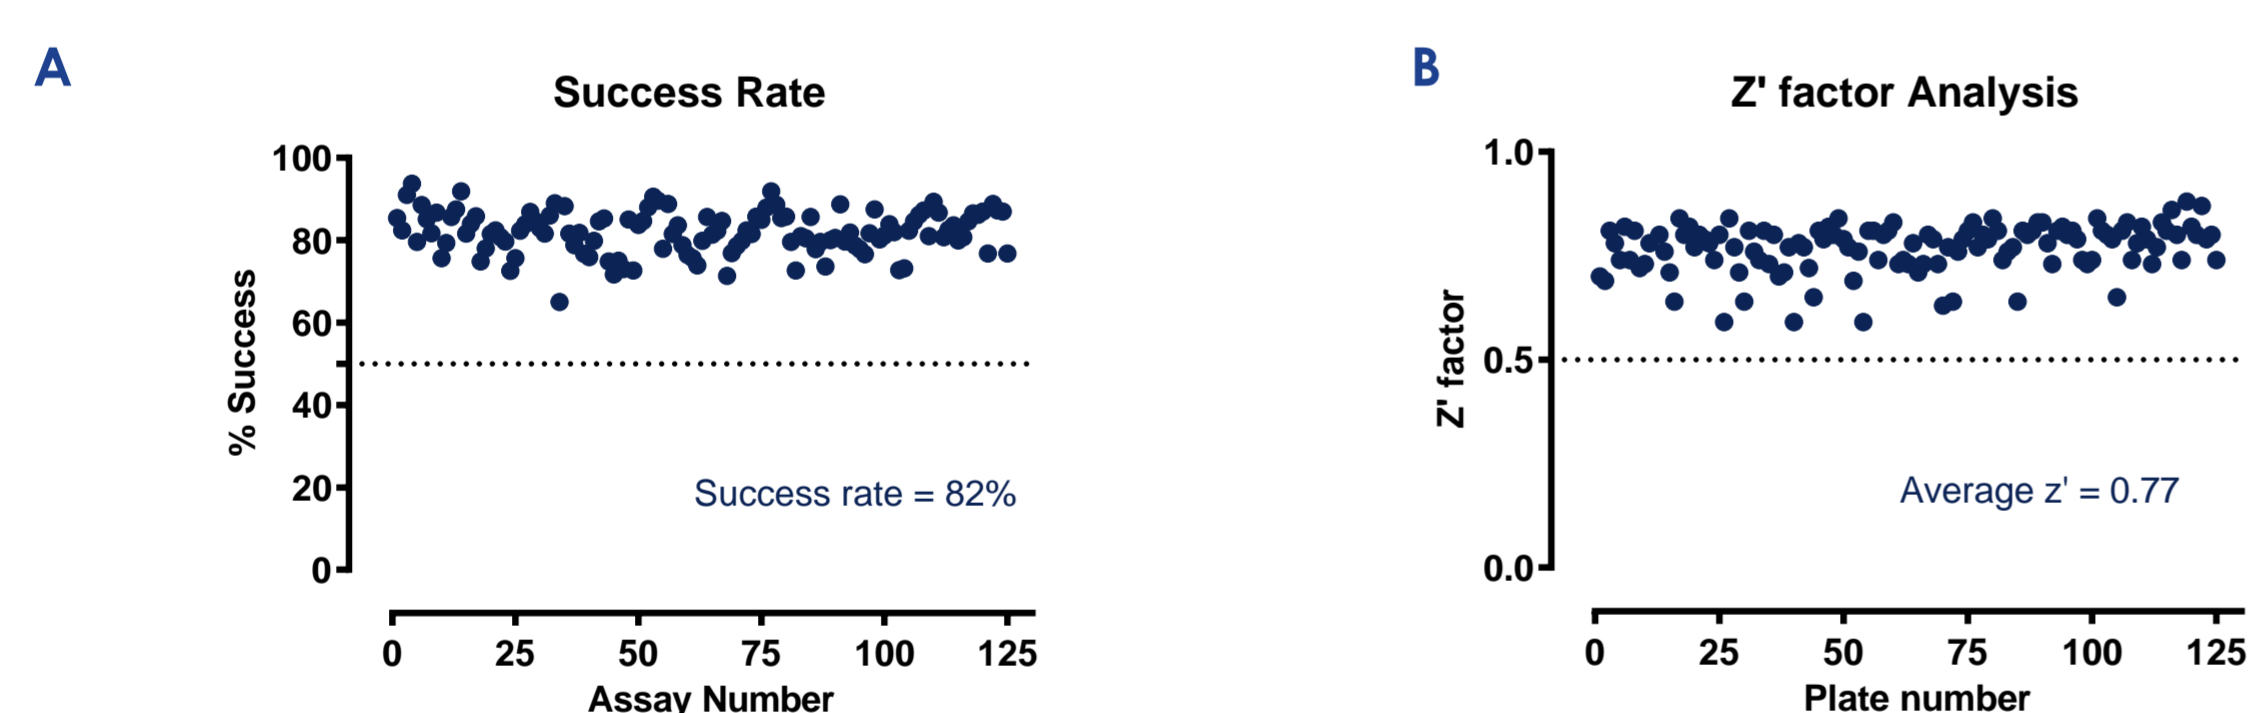 A
Success Rate
100
80
60
40
20
0
% Success
Success rate = 82%
0 25 50 75 100 125
Assay Number
B
Z' factor Analysis
1.0
0.5
0.0
Z' factor
Average z' = 0.77
0 25 50 75 100 125
Plate number